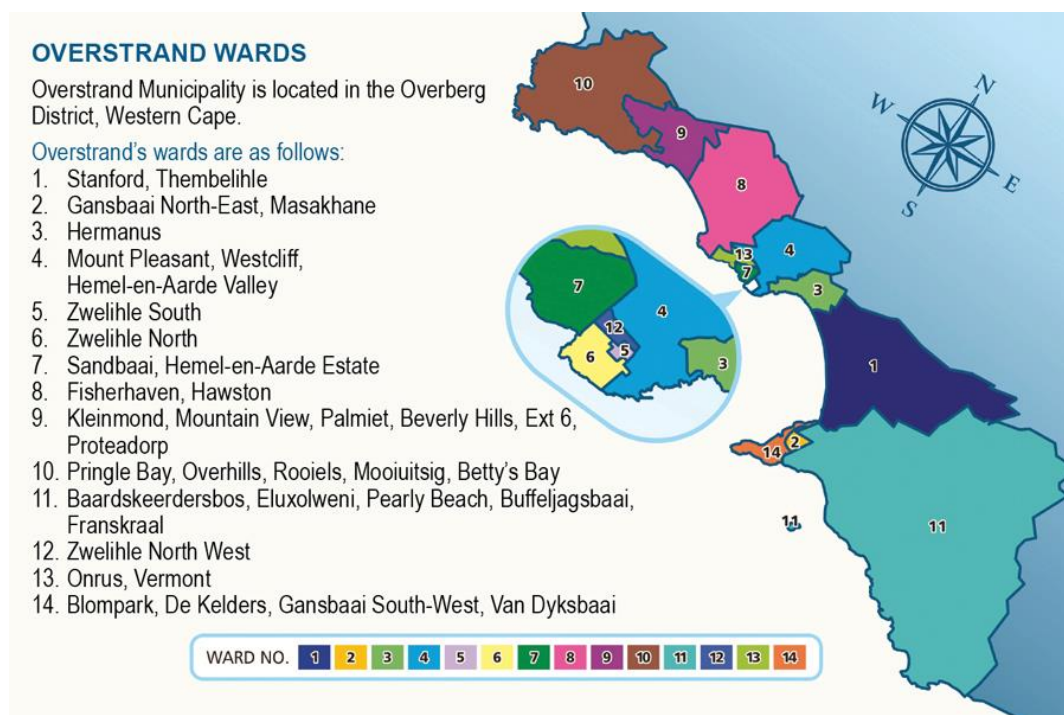 OVERSTRAND WARDS
Overstrand Municipality is located in the Overberg
District, Western Cape.
Overstrand's wards are as follows:
1. Stanford, Thembelihle
2. Gansbaai North-East, Masakhane
3. Hermanus
4. Mount Pleasant, Westcliff,
Hemel-en-Aarde Valley
5. Zwelihle South
6. Zwelihle North
7. Sandbaai, Hemel-en-Aarde Estate
8. Fisherhaven, Hawston
9. Kleinmond, Mountain View, Palmiet, Beverly Hills, Ext 6,
Proteadorp
10. Pringle Bay, Overhills, Rooiels, Mooiuitsig, Betty's Bay
11. Baardskeerdersbos, Eluxolweni, Pearly Beach, Buffeljagsbaai,
Franskraal
12. Zwelihle North West
13. Onrus, Vermont
14. Blompark, De Kelders, Gansbaai South-West, Van Dyksbaai
10
9
8
13
4
7
3
1
2
14
11
11
7
4
12
5
6
3
N
W
E
S
WARD NO. 1 2 3 4 5 6 7 8 9 10 11 12 13 14